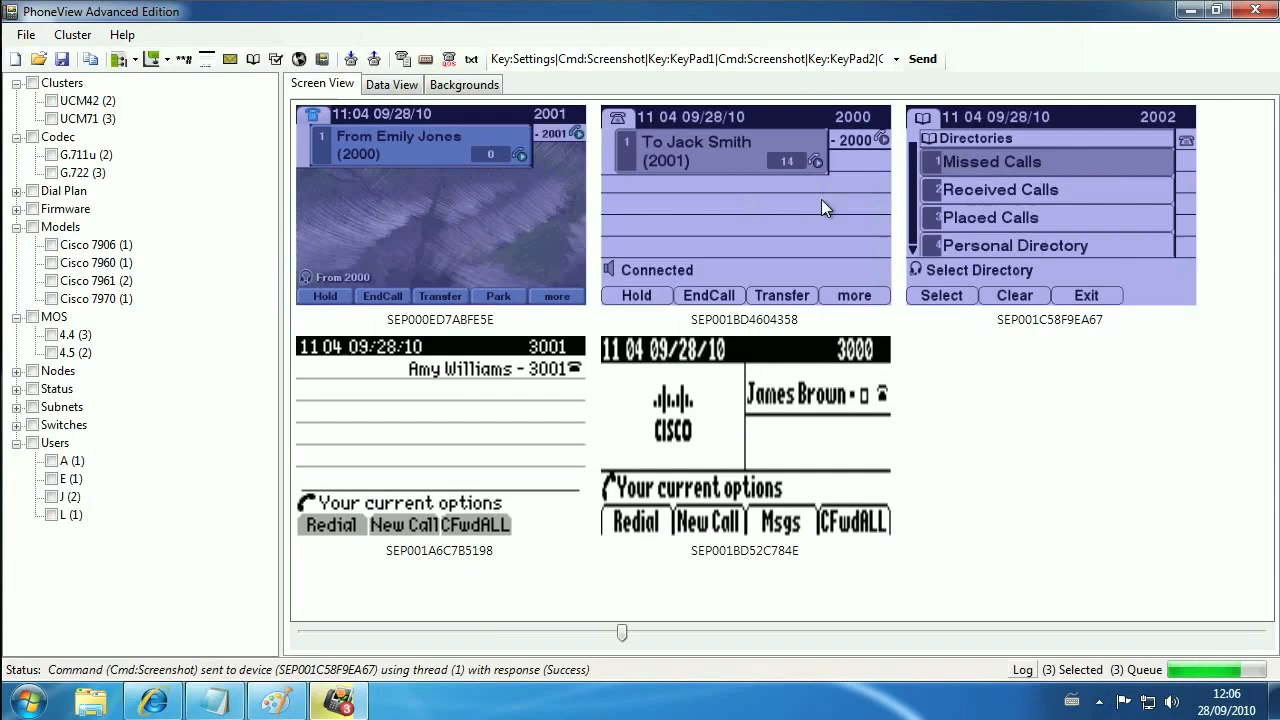 PhoneView Advanced Edition
File Cluster Help
**# txt Key:Settings|Cmd:Screenshot|Key:KeyPad1|Cmd:Screenshot|Key:KeyPad2|C Send
Clusters
UCM42 (2)
UCM71 (3)
Codec
G.711u (2)
G.722 (3)
Dial Plan
Firmware
Models
Cisco 7906 (1)
Cisco 7960 (1)
Cisco 7961 (2)
Cisco 7970 (1)
MOS
4.4 (3)
4.5 (2)
Nodes
Status
Subnets
Switches
Users
A (1)
E (1)
J (2)
L (1)
Screen View Data View Backgrounds
11:04 09/28/10 2001
1 From Emily Jones - 2001
(2000) 0
From 2000
Hold EndCall Transfer Park more
SEP000ED7ABFE5E
11 04 09/28/10 2000
1 To Jack Smith - 2000
(2001) 14
Connected
Hold EndCall Transfer more
SEP001BD4604358
11 04 09/28/10 2002
Directories
1 Missed Calls
2 Received Calls
3 Placed Calls
4 Personal Directory
Select Directory
Select Clear Exit
SEP001C58F9EA67
11 04 09/28/10 3001
Amy Williams - 3001
Your current options
Redial New Call CFwdALL
SEP001A6C7B5198
11 04 09/28/10 3000
James Brown -
CISCO
Your current options
Redial New Call Msgs CFwdALL
SEP001BD52C784E
Status: Command (Cmd:Screenshot) sent to device (SEP001C58F9EA67) using thread (1) with response (Success) Log (3) Selected (3) Queue
3
12:06
28/09/2010